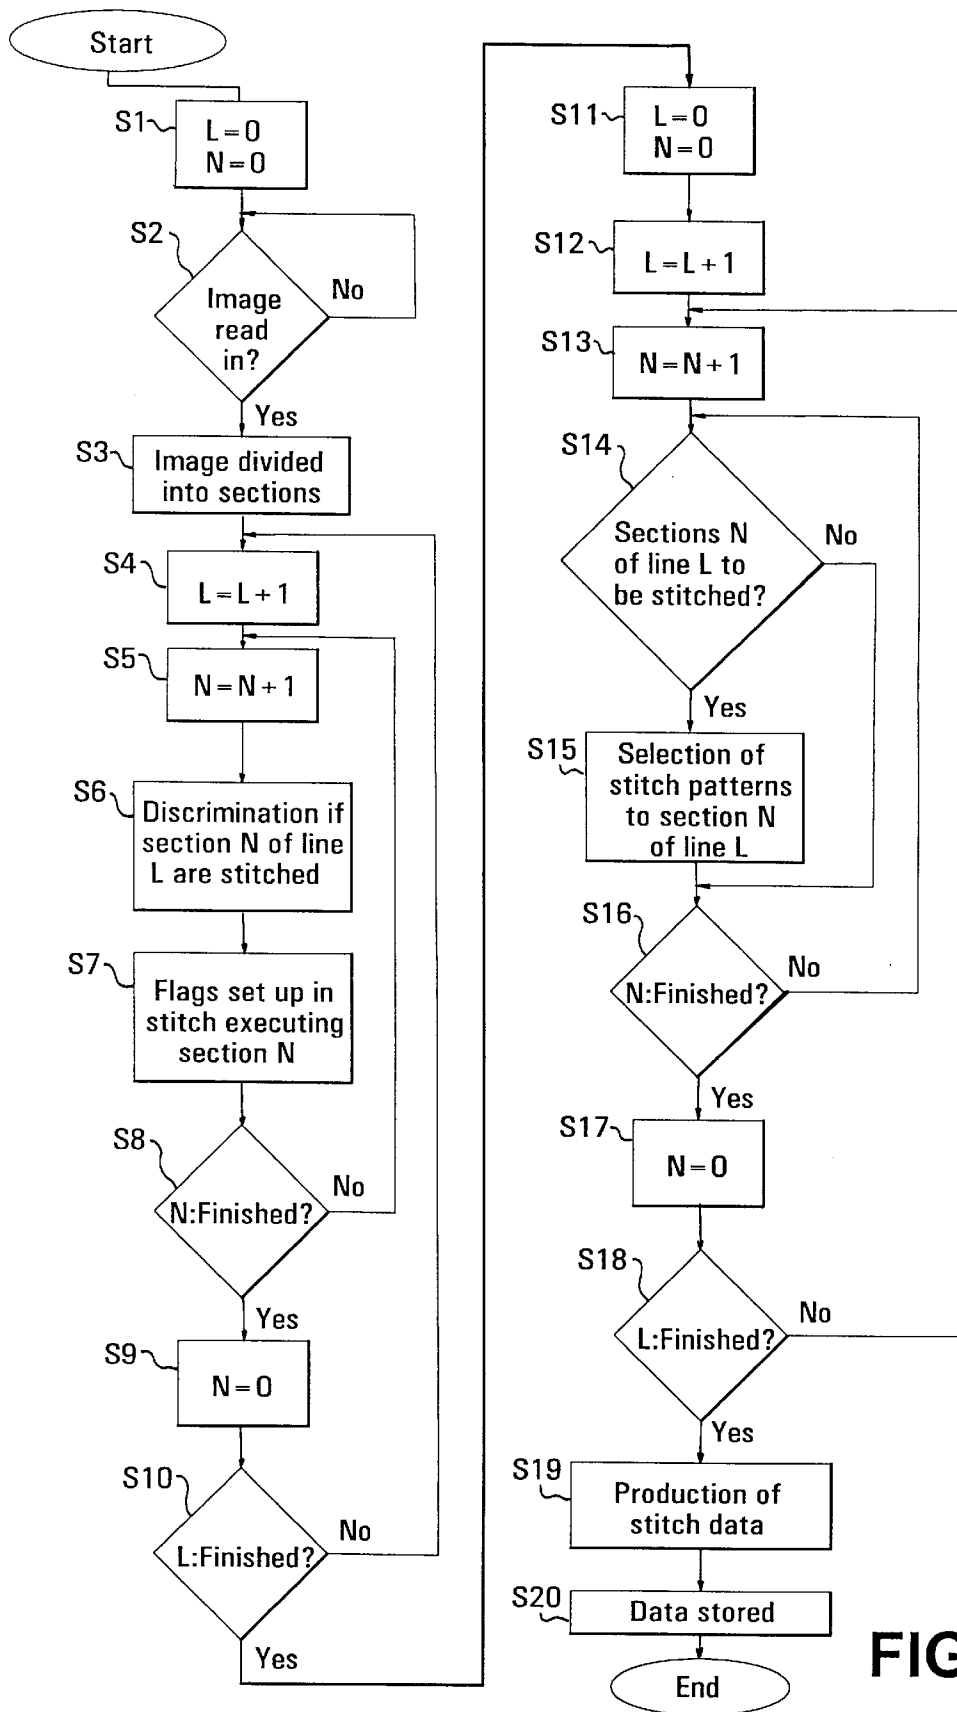 Start
S1
L=0
N=0
S2
Image
read
in?
No
Yes
S3
Image divided
into sections
S4
L=L+1
S5
N=N+1
S6
Discrimination if
section N of line
L are stitched
S7
Flags set up in
stitch executing
section N
S8
N:Finished?
No
Yes
S9
N=0
S10
L:Finished?
No
Yes
S11
L=0
N=0
S12
L=L+1
S13
N=N+1
S14
Sections N
of line L to
be stitched?
No
Yes
S15
Selection of
stitch patterns
to section N
of line L
S16
N:Finished?
No
Yes
S17
N=0
S18
L:Finished?
No
Yes
S19
Production of
stitch data
S20
Data stored
End
FIG